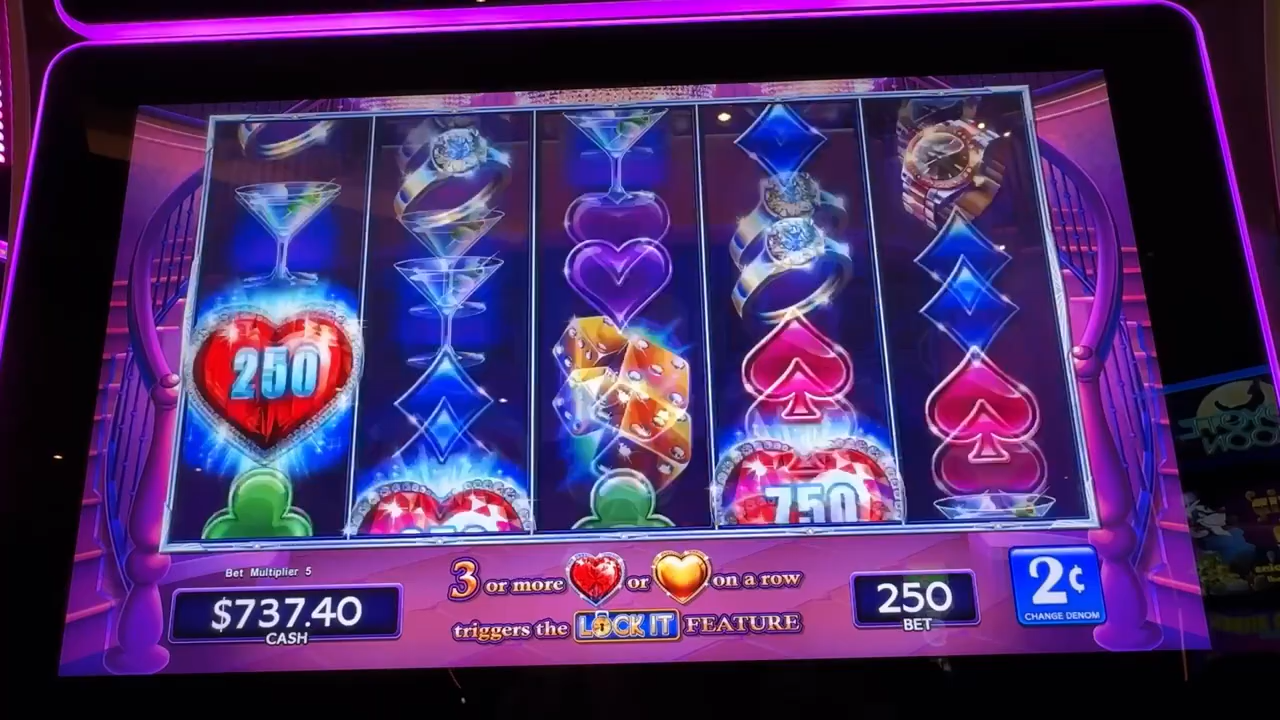 250
750
Bet Multiplier 5
$737.40
CASH
3 or more or on a row
triggers the LOCK IT FEATURE
250
BET
2¢
CHANGE DENOM